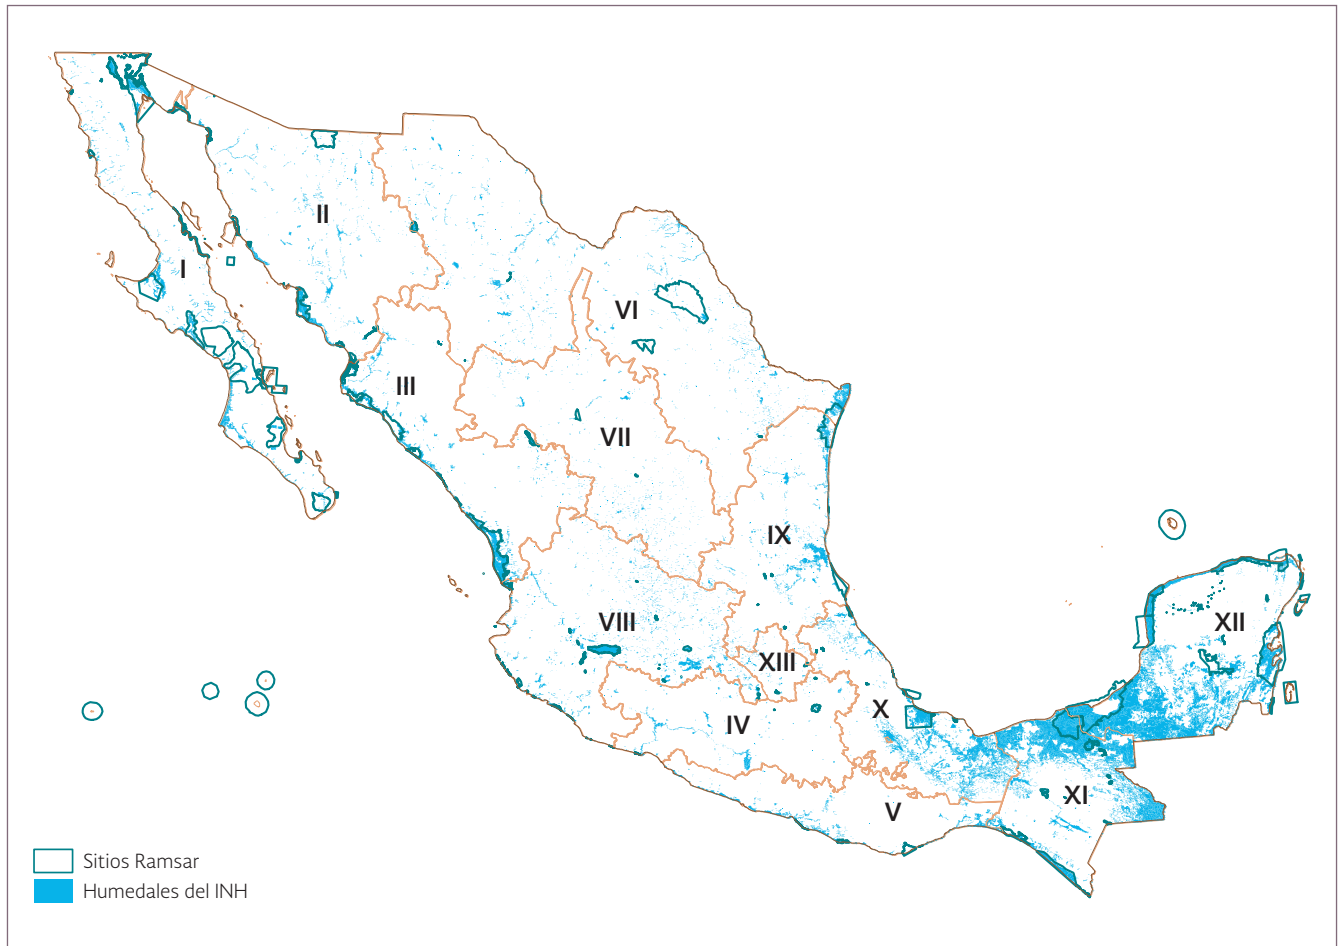 II
I
VI
III
VII
IX
VIII
XII
XIII
X
IV
XI
V
Sitios Ramsar
Humedales del INH